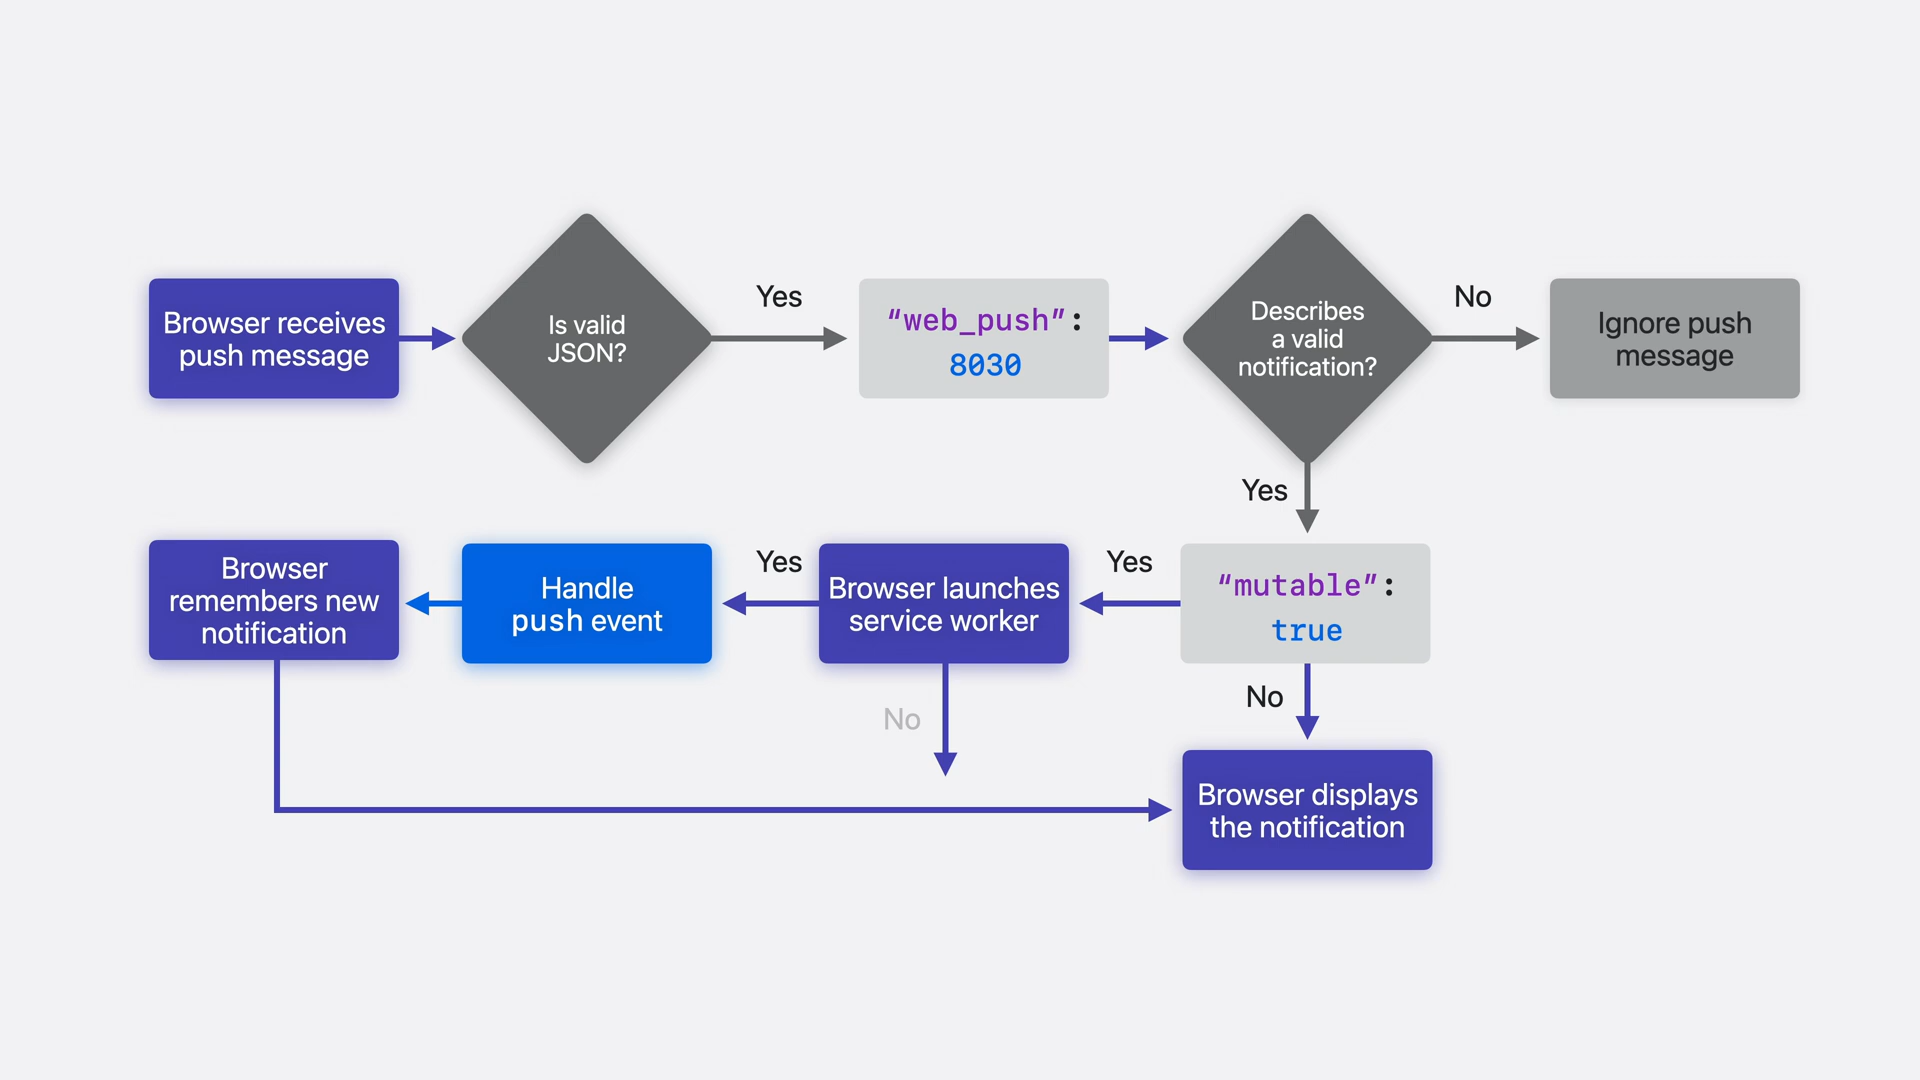 Browser receives
push message
Is valid
JSON?
Yes
“web_push”:
8030
Describes
a valid
notification?
No
Ignore push
message
Yes
Browser
remembers new
notification
Handle
push event
Yes
Browser launches
service worker
Yes
“mutable”:
true
No
No
Browser displays
the notification